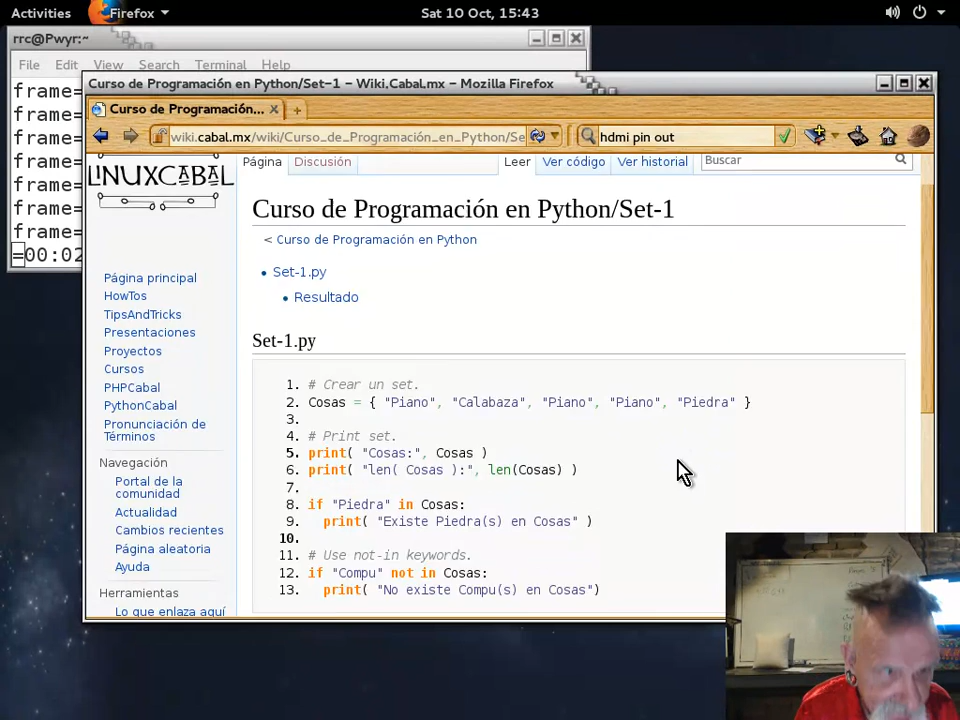 Activities Firefox Sat 10 Oct, 15:43
rrc@Pwyr:~
File Edit View Search Terminal Help
frame=
frame=
frame=
frame=
frame=
frame=
frame=
=00:02
Curso de Programación en Python/Set-1 – Wiki.Cabal.mx – Mozilla Firefox
Curso de Programación... × +
wiki.cabal.mx/wiki/Curso_de_Programación_en_Python/Se
hdmi pin out
LINUXCABAL
Página principal
HowTos
TipsAndTricks
Presentaciones
Proyectos
Cursos
PHPCabal
PythonCabal
Pronunciación de
Términos
Navegación
Portal de la
comunidad
Actualidad
Cambios recientes
Página aleatoria
Ayuda
Herramientas
Lo que enlaza aquí
Página Discusión Leer Ver código Ver historial Buscar
Curso de Programación en Python/Set-1
< Curso de Programación en Python
• Set-1.py
• Resultado
Set-1.py
1. # Crear un set.
2. Cosas = { "Piano", "Calabaza", "Piano", "Piano", "Piedra" }
3.
4. # Print set.
5. print( "Cosas:", Cosas )
6. print( "len( Cosas ):", len(Cosas) )
7.
8. if "Piedra" in Cosas:
9. print( "Existe Piedra(s) en Cosas" )
10.
11. # Use not-in keywords.
12. if "Compu" not in Cosas:
13. print( "No existe Compu(s) en Cosas")